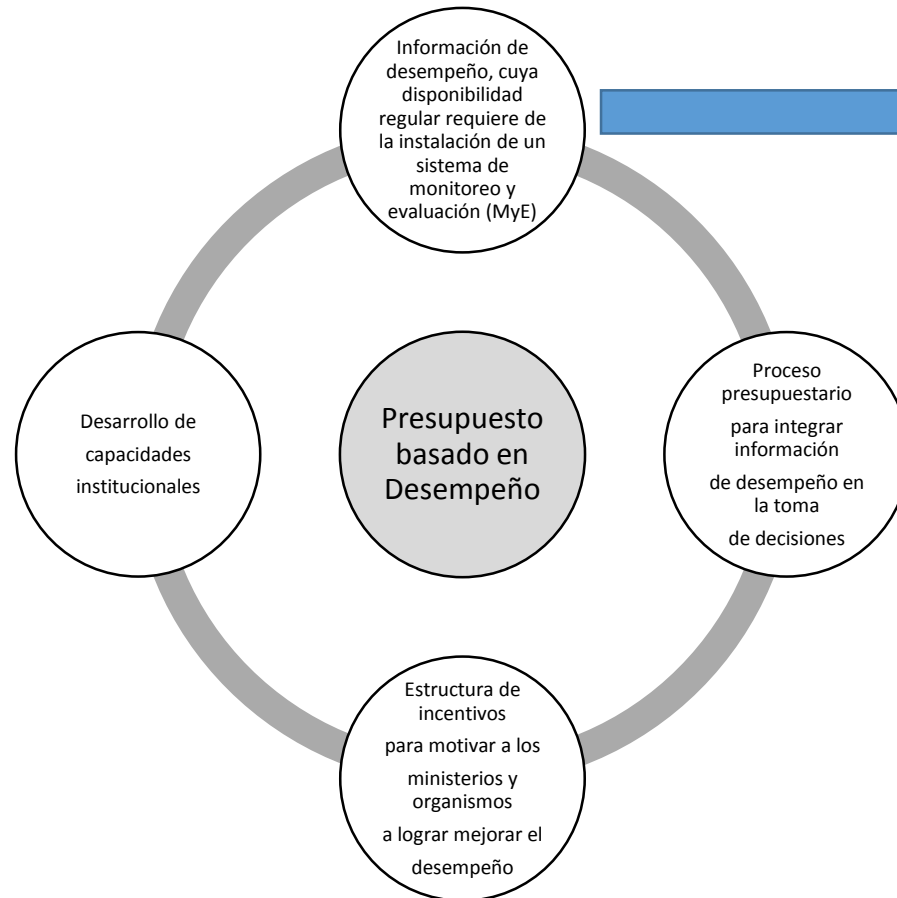 Información de
desempeño, cuya
disponibilidad
regular requiere de
la instalación de un
sistema de
monitoreo y
evaluación (MyE)
Desarrollo de
capacidades
institucionales
Presupuesto
basado en
Desempeño
Proceso
presupuestario
para integrar
información
de desempeño en
la toma
de decisiones
Estructura de
incentivos
para motivar a los
ministerios y
organismos
a lograr mejorar el
desempeño